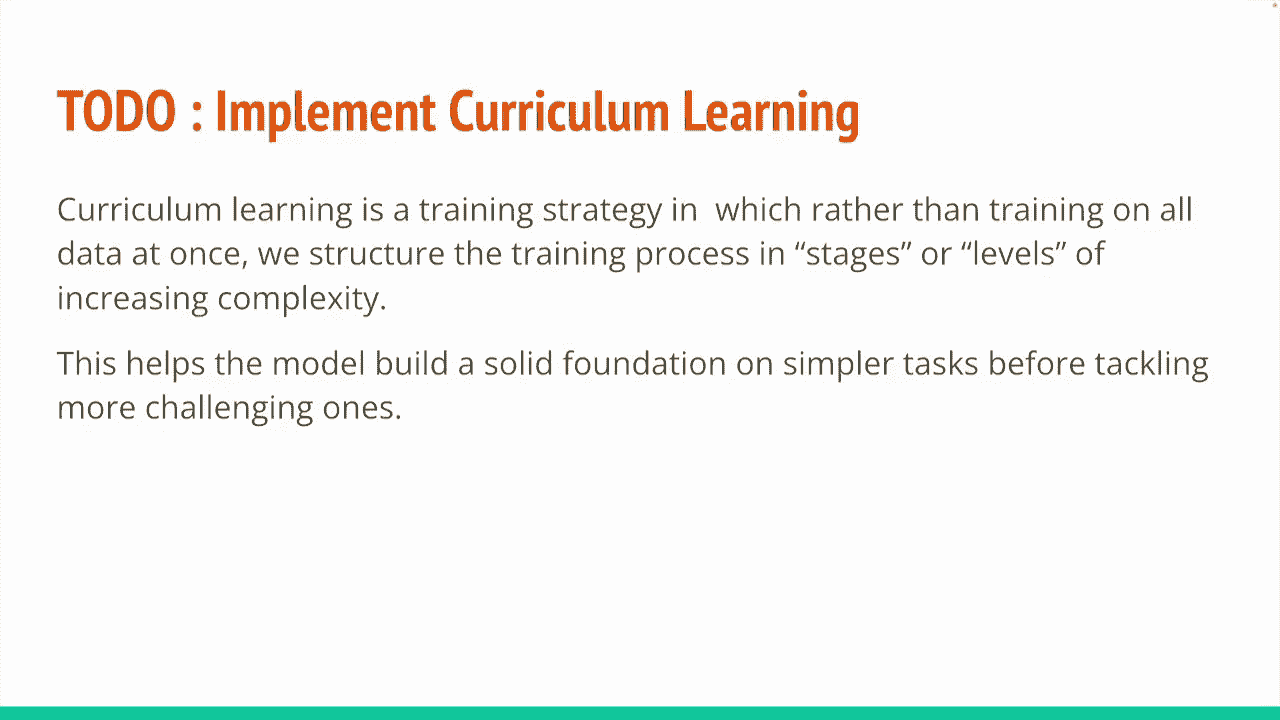 TODO : Implement Curriculum Learning
Curriculum learning is a training strategy in  which rather than training on all
data at once, we structure the training process in “stages” or “levels” of
increasing complexity.
This helps the model build a solid foundation on simpler tasks before tackling
more challenging ones.